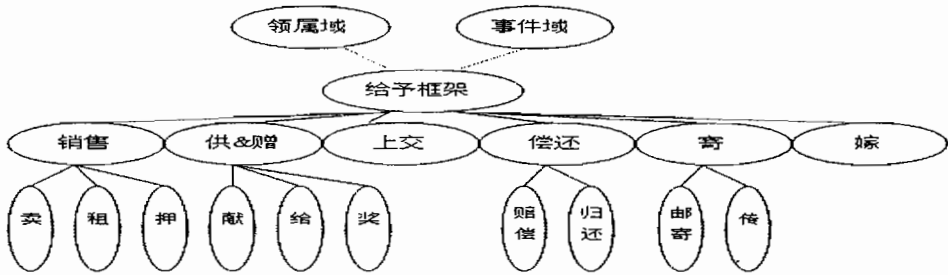 领属域 事件域
给予框架
销售 供&赠 上交 偿还 寄 嫁
卖 租 押 献 给 奖 赔偿 归还 邮寄 传